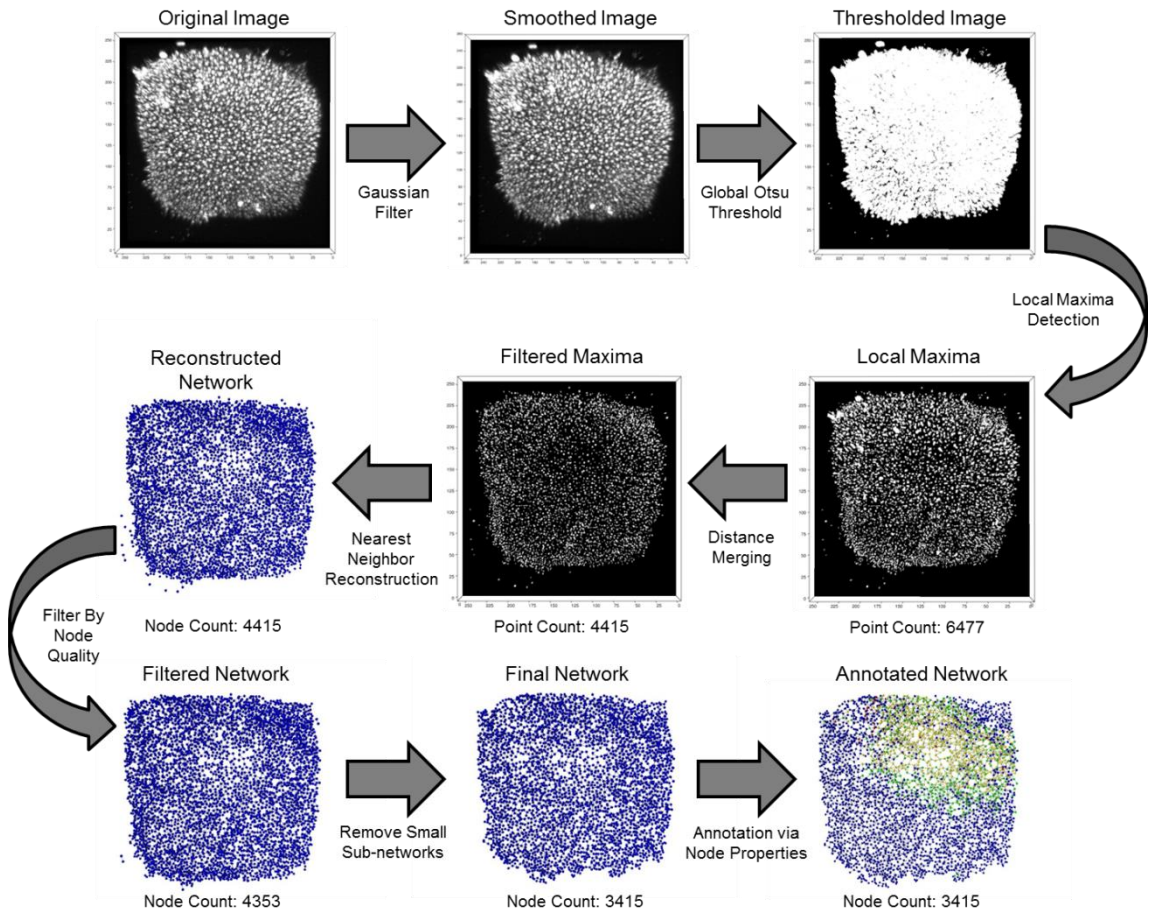 Original Image
Smoothed Image
Thresholded Image
Gaussian
Filter
Global Otsu
Threshold
Local Maxima
Detection
Reconstructed
Network
Filtered Maxima
Local Maxima
Nearest
Neighbor
Reconstruction
Distance
Merging
Node Count: 4415
Point Count: 4415
Point Count: 6477
Filter By
Node
Quality
Filtered Network
Final Network
Annotated Network
Remove Small
Sub-networks
Annotation via
Node Properties
Node Count: 4353
Node Count: 3415
Node Count: 3415